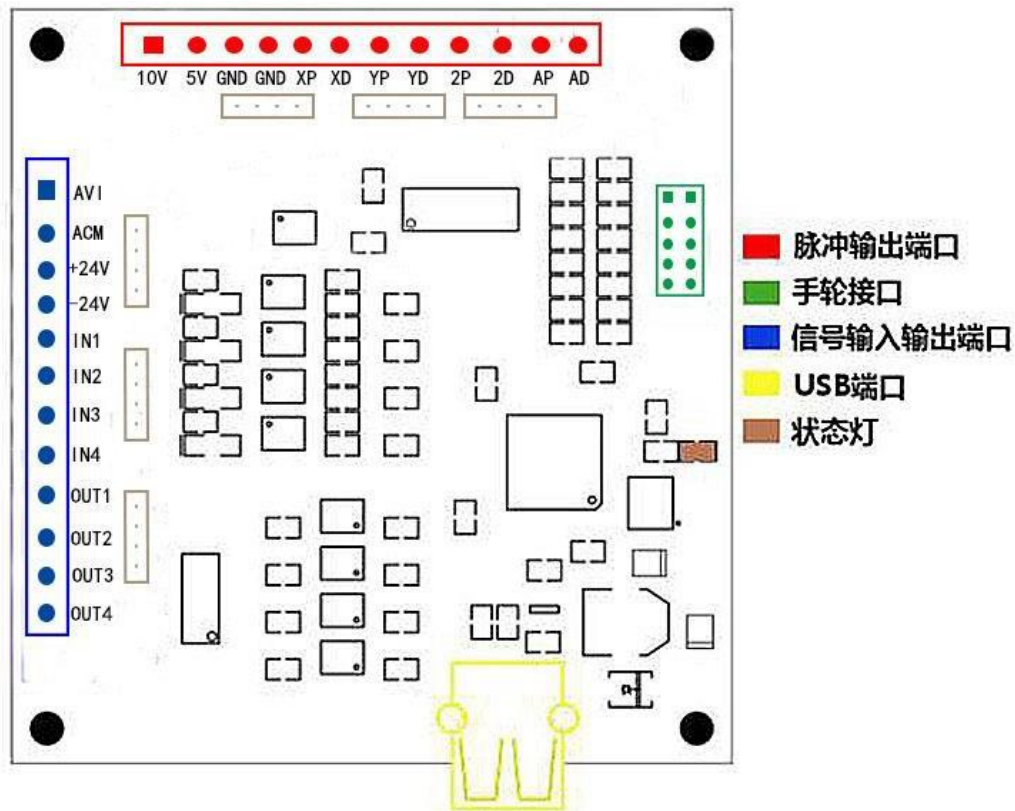 10V 5V GND GND XP XD YP YD 2P 2D AP AD
AVI
ACM
+24V
-24V
IN1
IN2
IN3
IN4
OUT1
OUT2
OUT3
OUT4
脉冲输出端口
手轮接口
信号输入输出端口
USB端口
状态灯